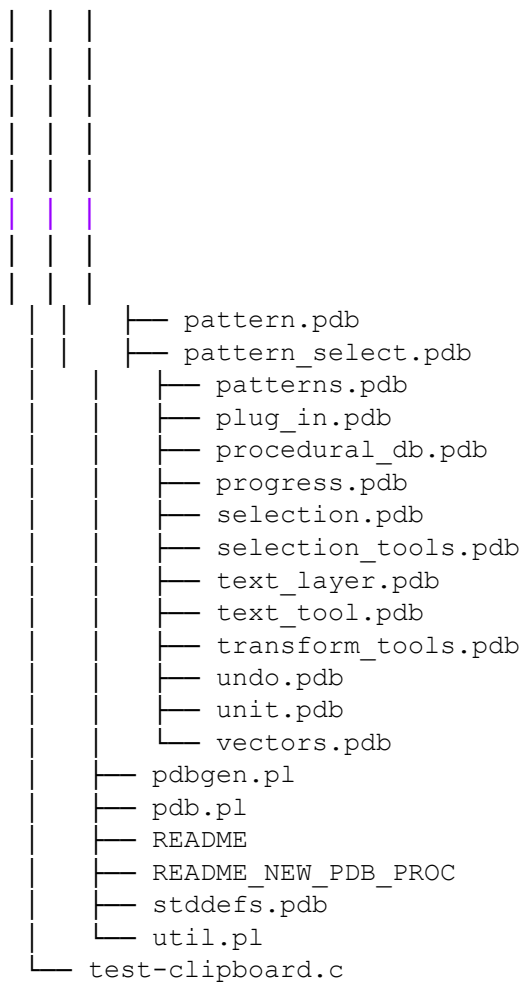 │ │ │
│ │ │
│ │ │
│ │ │
│ │ │
│ │ │
│ │ │
│ │ │
│ │ ├── pattern.pdb
│ │ ├── pattern_select.pdb
│ │ ├── patterns.pdb
│ │ ├── plug_in.pdb
│ │ ├── procedural_db.pdb
│ │ ├── progress.pdb
│ │ ├── selection.pdb
│ │ ├── selection_tools.pdb
│ │ ├── text_layer.pdb
│ │ ├── text_tool.pdb
│ │ ├── transform_tools.pdb
│ │ ├── undo.pdb
│ │ ├── unit.pdb
│ │ └── vectors.pdb
│ ├── pdbgen.pl
│ ├── pdb.pl
│ ├── README
│ ├── README_NEW_PDB_PROC
│ ├── stddefs.pdb
│ └── util.pl
└── test-clipboard.c